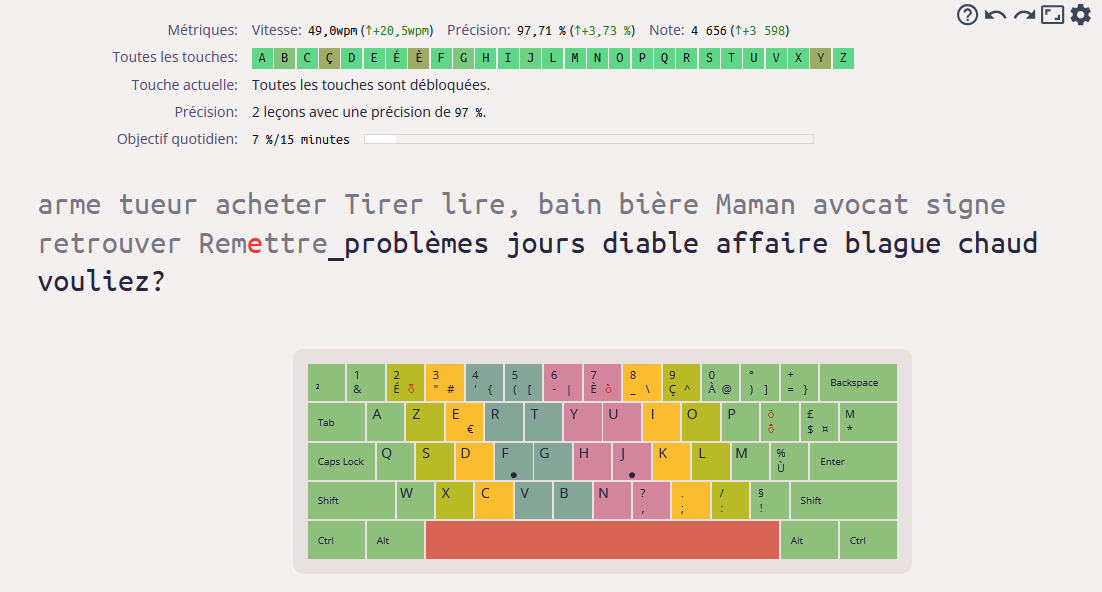 Métriques: Vitesse: 49,0wpm (↑+20,5wpm) Précision: 97,71 % (↑+3,73 %) Note: 4 656 (↑+3 598)
Toutes les touches: A B C Ç D E É È F G H I J L M N O P Q R S T U V X Y Z
Touche actuelle: Toutes les touches sont débloquées.
Précision: 2 leçons avec une précision de 97 %.
Objectif quotidien: 7 %/15 minutes
arme tueur acheter Tirer lire, bain bière Maman avocat signe
retrouver Remettre_problèmes jours diable affaire blague chaud
vouliez?
² 1 & 2 É õ 3 " # 4 ' { 5 ( [ 6 - | 7 È ò 8 _ \ 9 Ç ^ 0 À @ ° ) ] + = } Backspace
Tab A Z E € R T Y U I O P ö ô £ $ ¤ M *
Caps Lock Q S D F G H J K L M % Ù Enter
Shift W X C V B N ? , . ; / : § ! Shift
Ctrl Alt Alt Ctrl